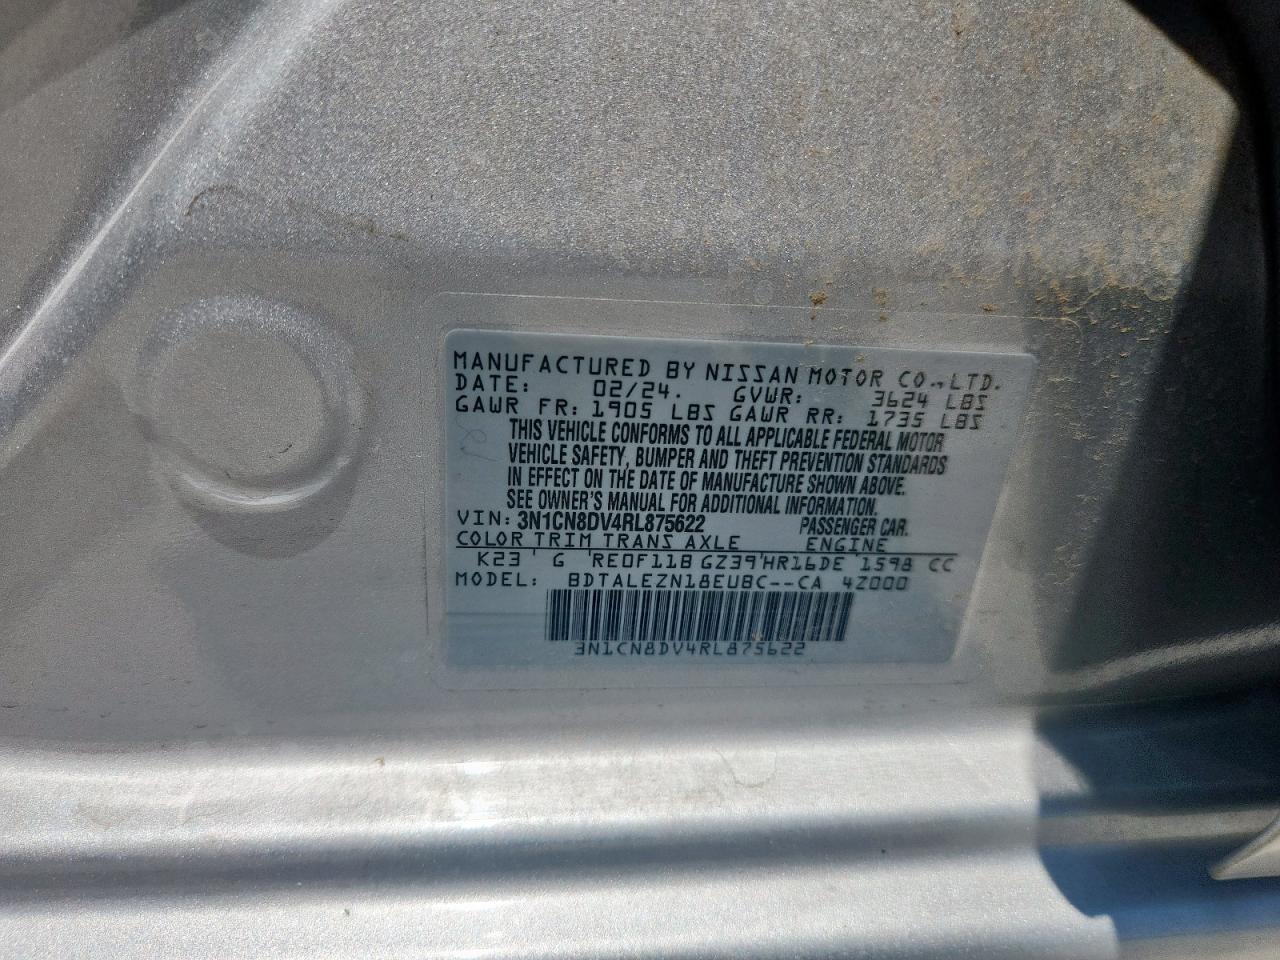 MANUFACTURED BY NISSAN MOTOR CO.,LTD.
DATE: 02/24. GVWR: 3624 LBS
GAWR FR: 1905 LBS GAWR RR: 1735 LBS
THIS VEHICLE CONFORMS TO ALL APPLICABLE FEDERAL MOTOR
VEHICLE SAFETY, BUMPER AND THEFT PREVENTION STANDARDS
IN EFFECT ON THE DATE OF MANUFACTURE SHOWN ABOVE.
SEE OWNER'S MANUAL FOR ADDITIONAL INFORMATION.
VIN: 3N1CN8DV4RL875622 PASSENGER CAR.
COLOR TRIM TRANS AXLE ENGINE
K23 ' G 'RE0F11B GZ39'HR16DE '1598 CC
MODEL: BDTALEZN18EUBC--CA 4Z000
3N1CN8DV4RL875622